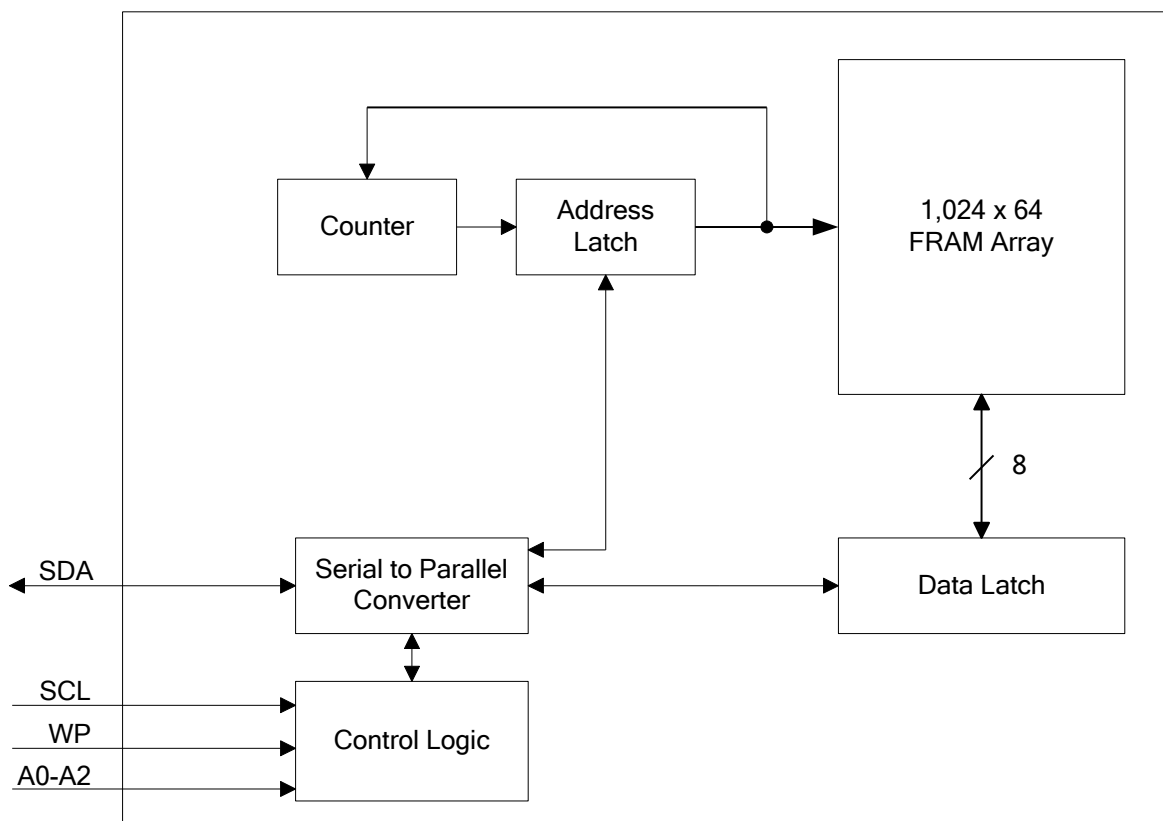 Counter
Address
Latch
1,024 x 64
FRAM Array
8
SDA
Serial to Parallel
Converter
Data Latch
SCL
WP
A0-A2
Control Logic